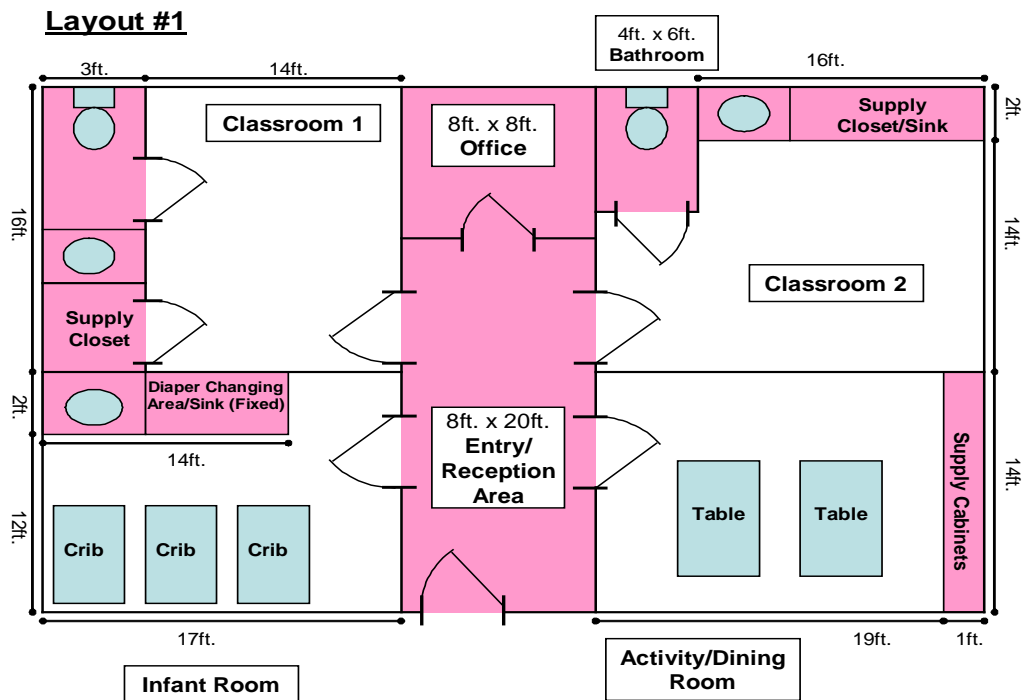 Layout #1
4ft. x 6ft.
Bathroom
3ft.
14ft.
16ft.
Classroom 1
8ft. x 8ft.
Office
Supply
Closet/Sink
2ft.
16ft.
14ft.
Classroom 2
Supply
Closet
Diaper Changing
Area/Sink (Fixed)
2ft.
14ft.
8ft. x 20ft.
Entry/
Reception
Area
Supply Cabinets
14ft.
12ft.
Crib
Crib
Crib
Table
Table
17ft.
19ft.
1ft.
Infant Room
Activity/Dining
Room